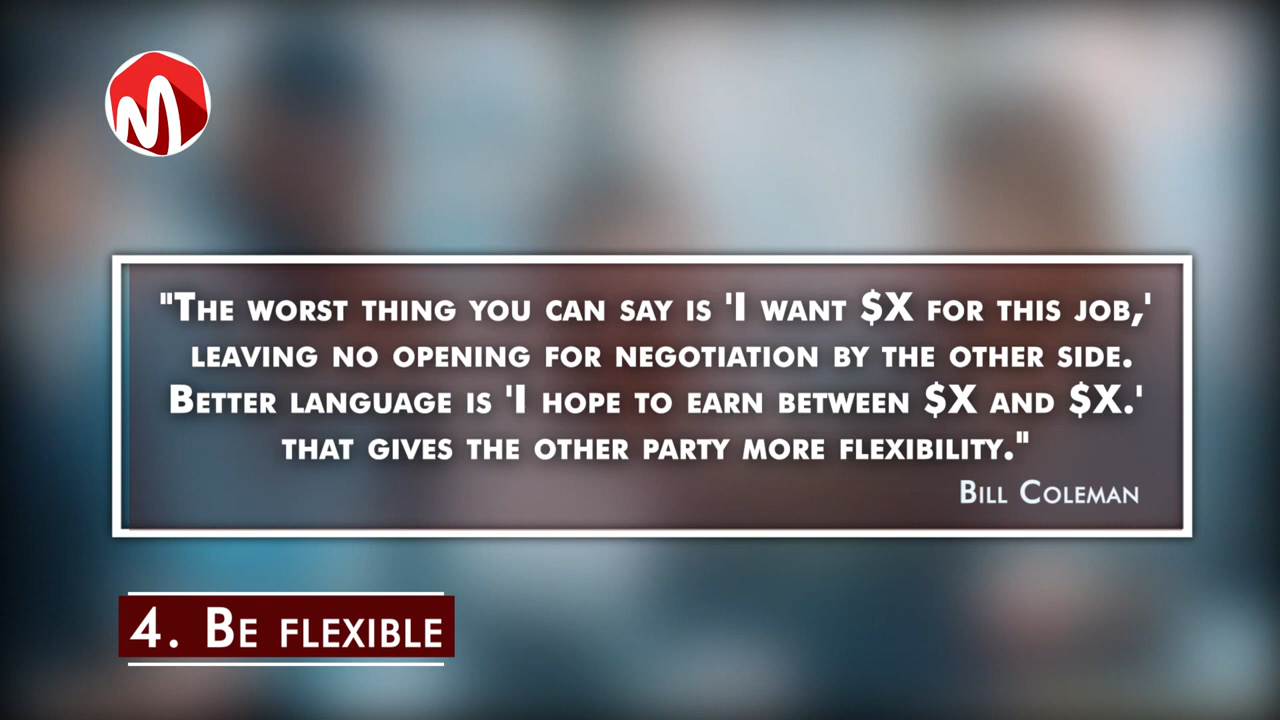 "The worst thing you can say is 'I want $X for this job,'
leaving no opening for negotiation by the other side.
Better language is 'I hope to earn between $X and $X.'
that gives the other party more flexibility."
Bill Coleman
4. Be flexible